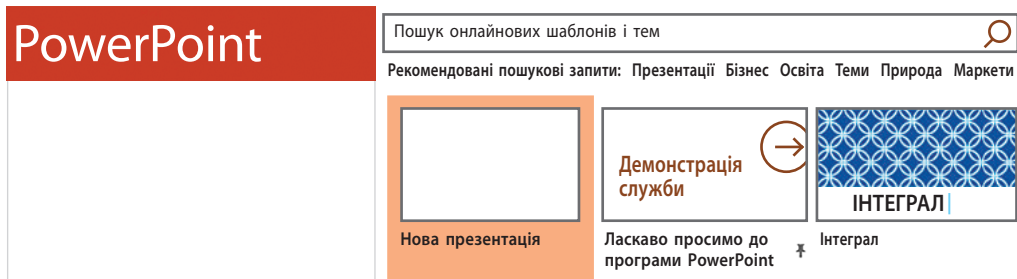 PowerPoint
Пошук онлайнових шаблонів і тем
Рекомендовані пошукові запити: Презентації Бізнес Освіта Теми Природа Маркети
Демонстрація
служби
ІНТЕГРАЛ
Нова презентація
Ласкаво просимо до
програми PowerPoint
Інтеграл